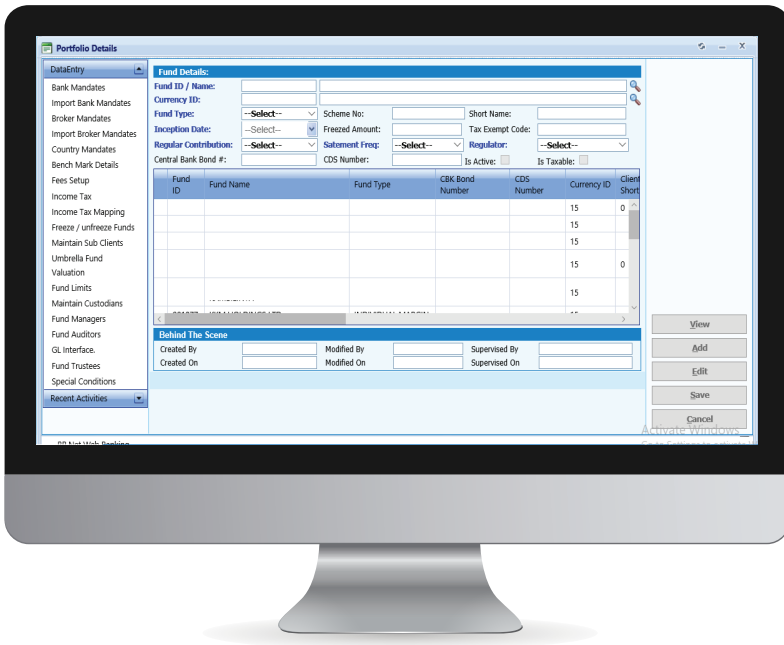 Portfolio Details
DataEntry
Bank Mandates
Import Bank Mandates
Broker Mandates
Import Broker Mandates
Country Mandates
Bench Mark Details
Fees Setup
Income Tax
Income Tax Mapping
Freeze / unfreeze Funds
Maintain Sub Clients
Umbrella Fund
Valuation
Fund Limits
Maintain Custodians
Fund Managers
Fund Auditors
GL Interface.
Fund Trustees
Special Conditions
Recent Activities
Fund Details:
Fund ID / Name:
Currency ID:
Fund Type: --Select-- Scheme No: Short Name:
Inception Date: --Select-- Freezed Amount: Tax Exempt Code:
Regular Contribution: --Select-- Satement Freq: --Select-- Regulator: --Select--
Central Bank Bond #: CDS Number: Is Active: Is Taxable:
Fund ID Fund Name Fund Type CBK Bond Number CDS Number Currency ID Client Short
15 0
15
15
15 0
15
Behind The Scene
Created By Modified By Supervised By
Created On Modified On Supervised On
View
Add
Edit
Save
Cancel
Activate Windows